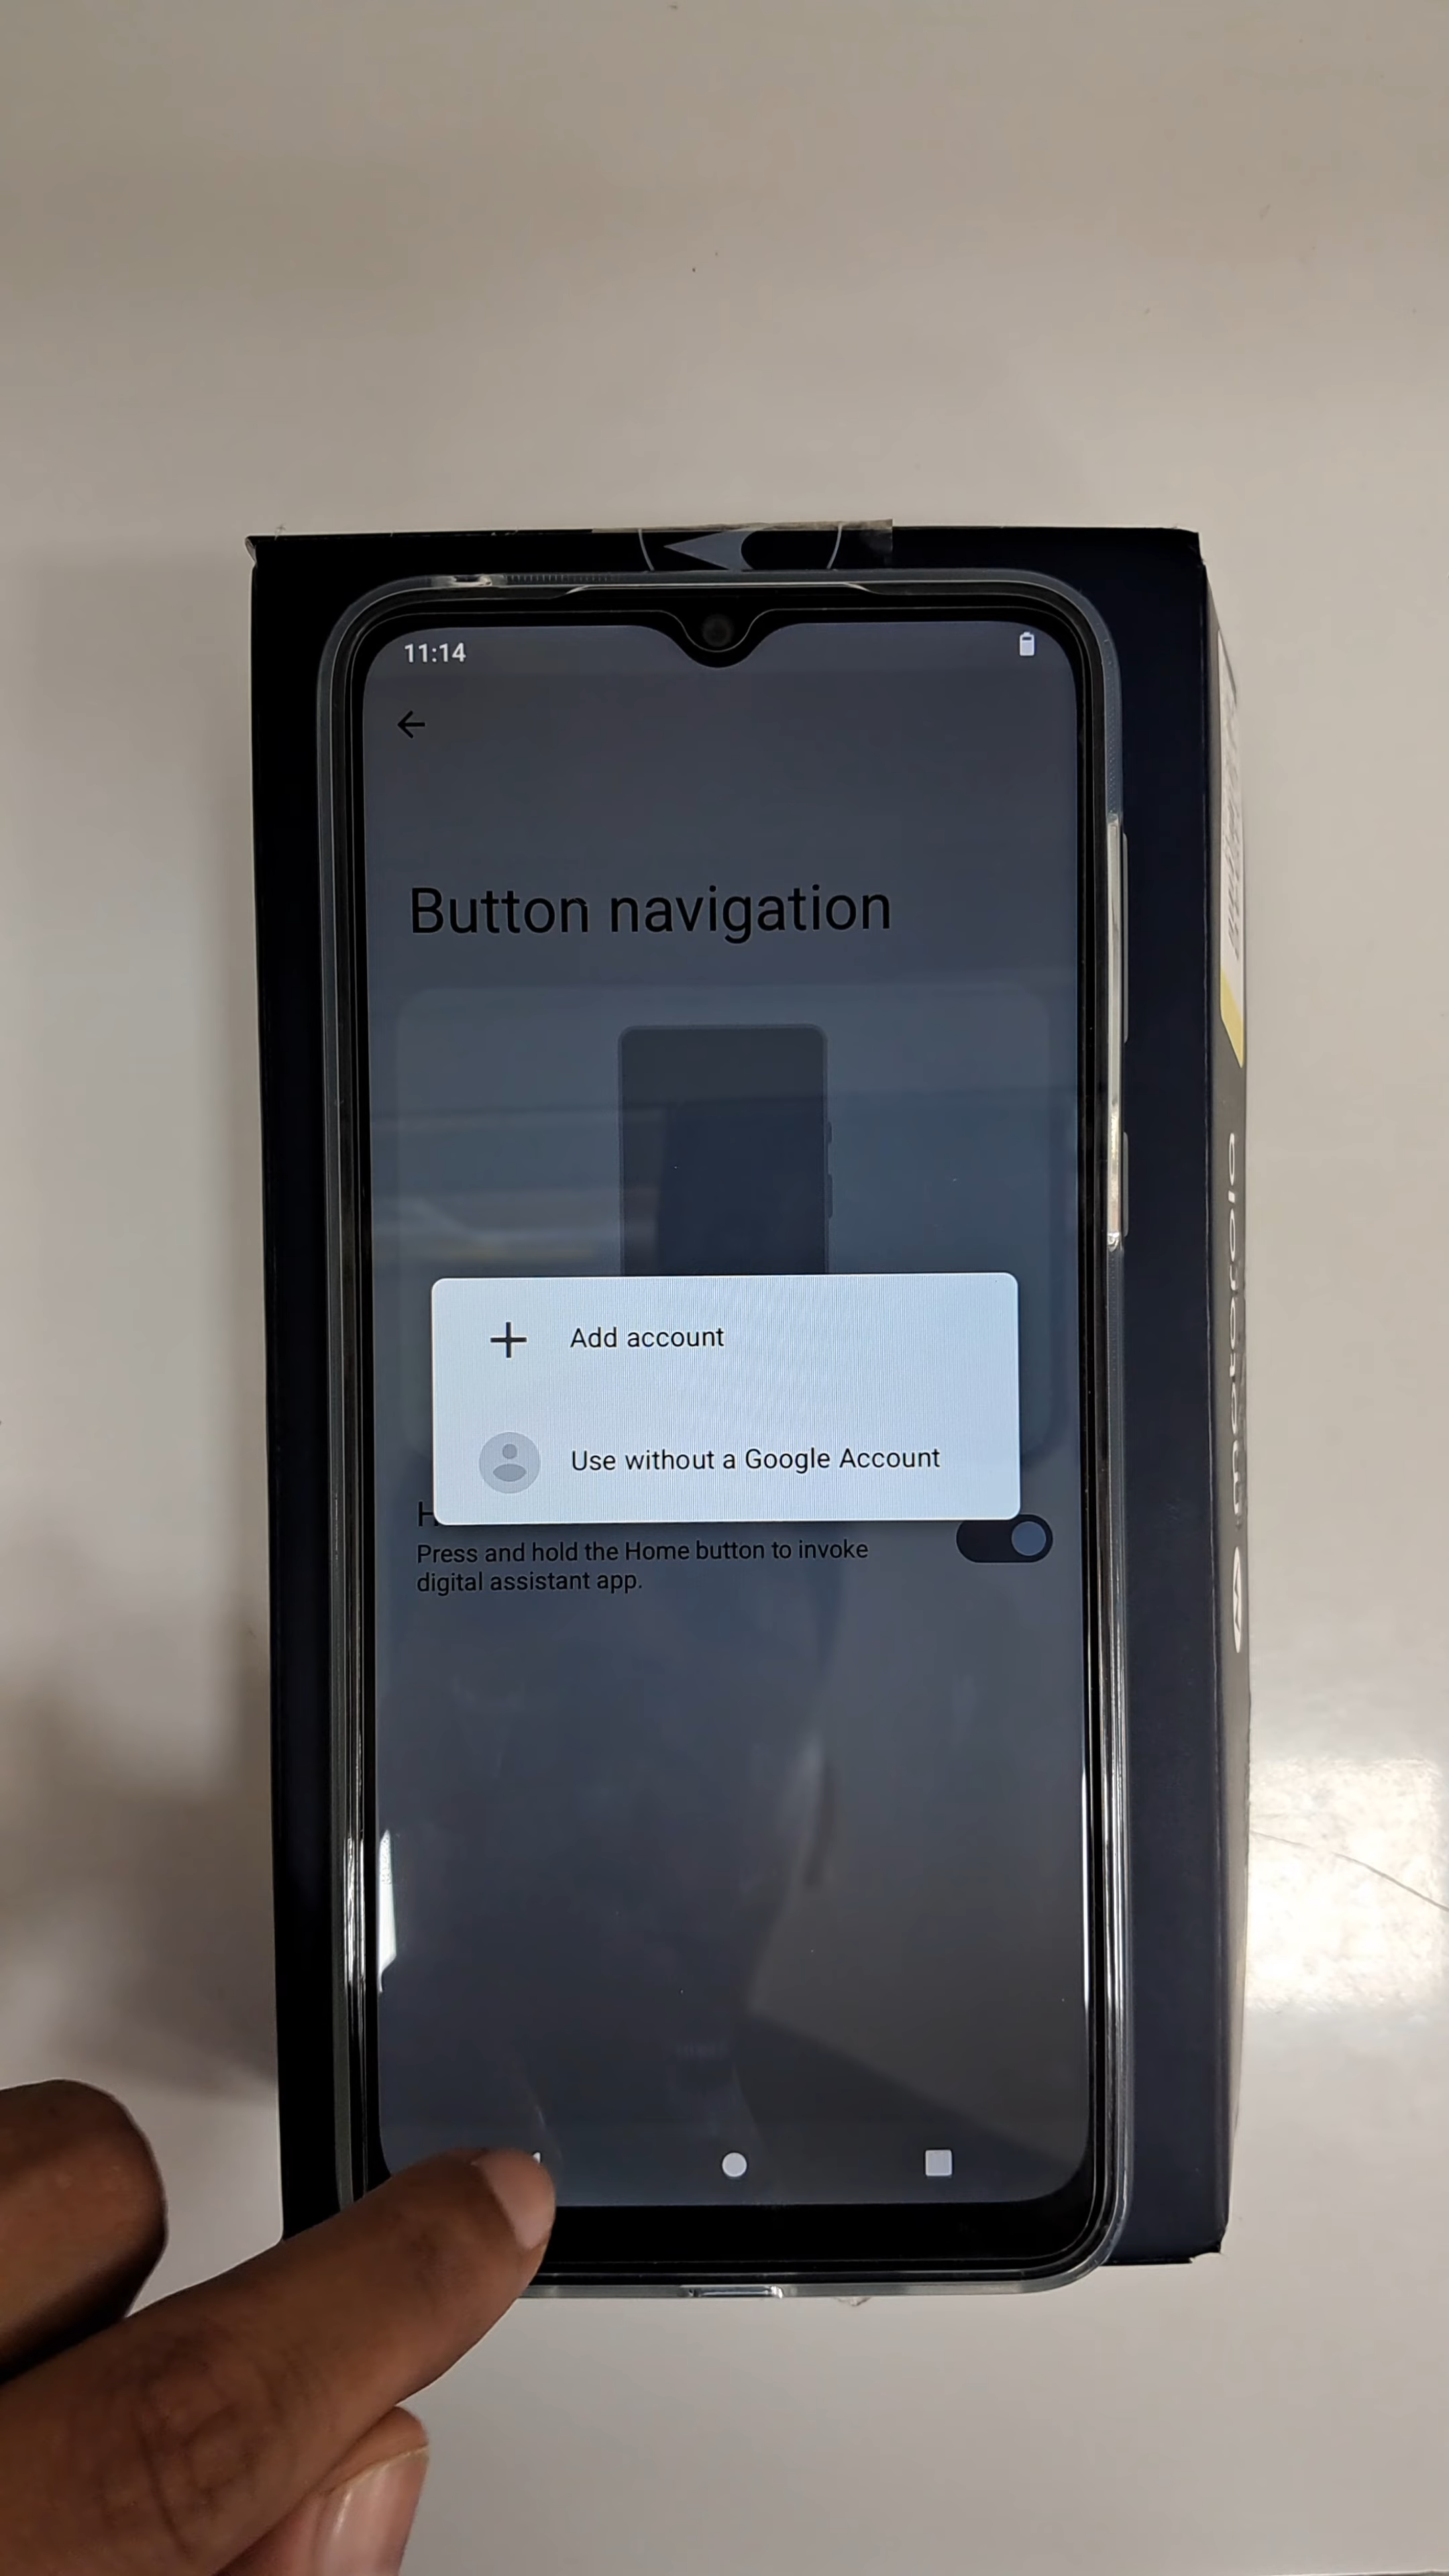 11:14
Button navigation
Add account
Use without a Google Account
Press and hold the Home button to invoke
digital assistant app.
motorola